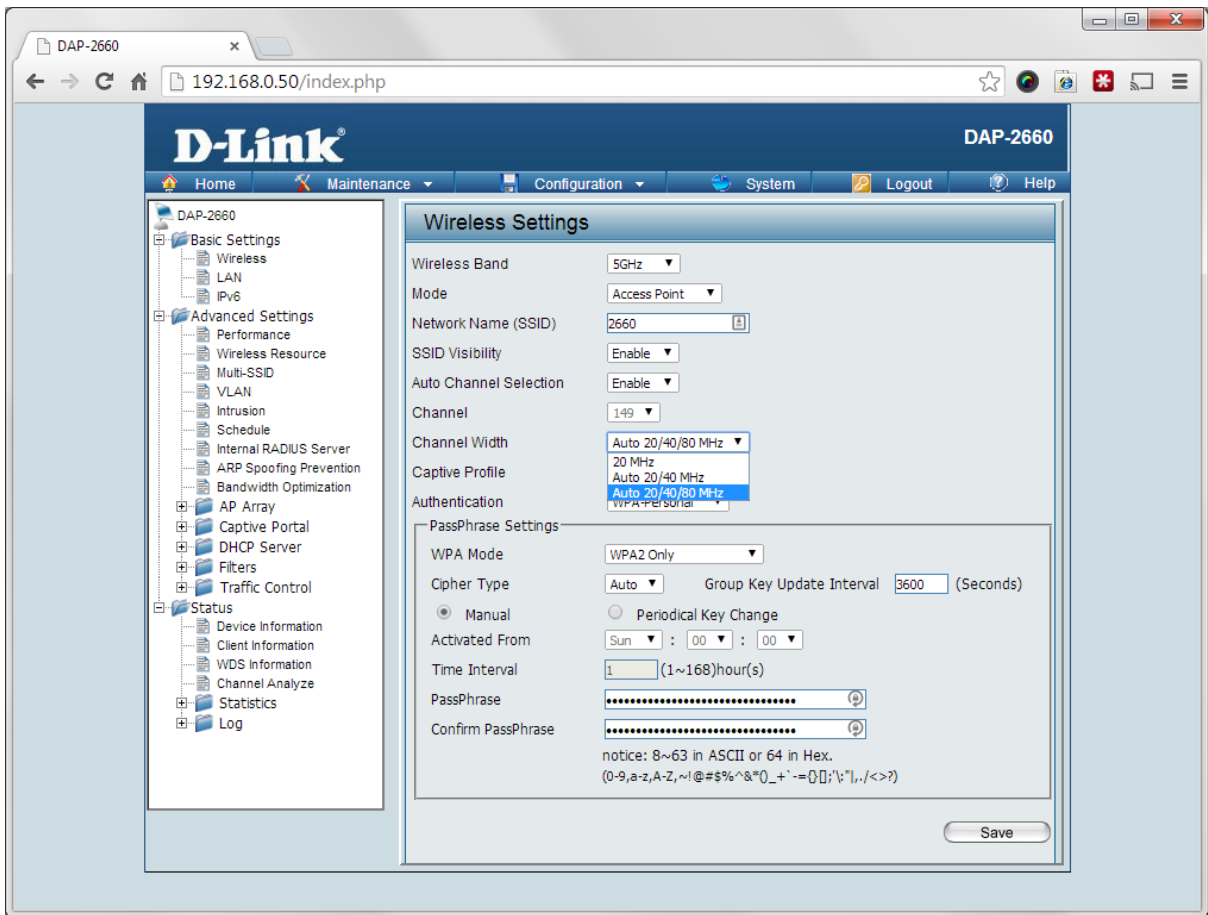 DAP-2660
192.168.0.50/index.php
D-Link®
DAP-2660
Home Maintenance Configuration System Logout Help
DAP-2660
Basic Settings
Wireless
LAN
IPv6
Advanced Settings
Performance
Wireless Resource
Multi-SSID
VLAN
Intrusion
Schedule
Internal RADIUS Server
ARP Spoofing Prevention
Bandwidth Optimization
AP Array
Captive Portal
DHCP Server
Filters
Traffic Control
Status
Device Information
Client Information
WDS Information
Channel Analyze
Statistics
Log
Wireless Settings
Wireless Band 5GHz
Mode Access Point
Network Name (SSID) 2660
SSID Visibility Enable
Auto Channel Selection Enable
Channel 149
Channel Width Auto 20/40/80 MHz
20 MHz
Auto 20/40 MHz
Auto 20/40/80 MHz
Captive Profile
Authentication WPA-Personal
PassPhrase Settings
WPA Mode WPA2 Only
Cipher Type Auto Group Key Update Interval 3600 (Seconds)
Manual Periodical Key Change
Activated From Sun : 00 : 00
Time Interval 1 (1~168)hour(s)
PassPhrase ••••••••••••••••••••••••••••••••
Confirm PassPhrase ••••••••••••••••••••••••••••••••
notice: 8~63 in ASCII or 64 in Hex.
(0-9,a-z,A-Z,~!@#$%^&*()_+`-={}[];'\:"|,./<>?)
Save